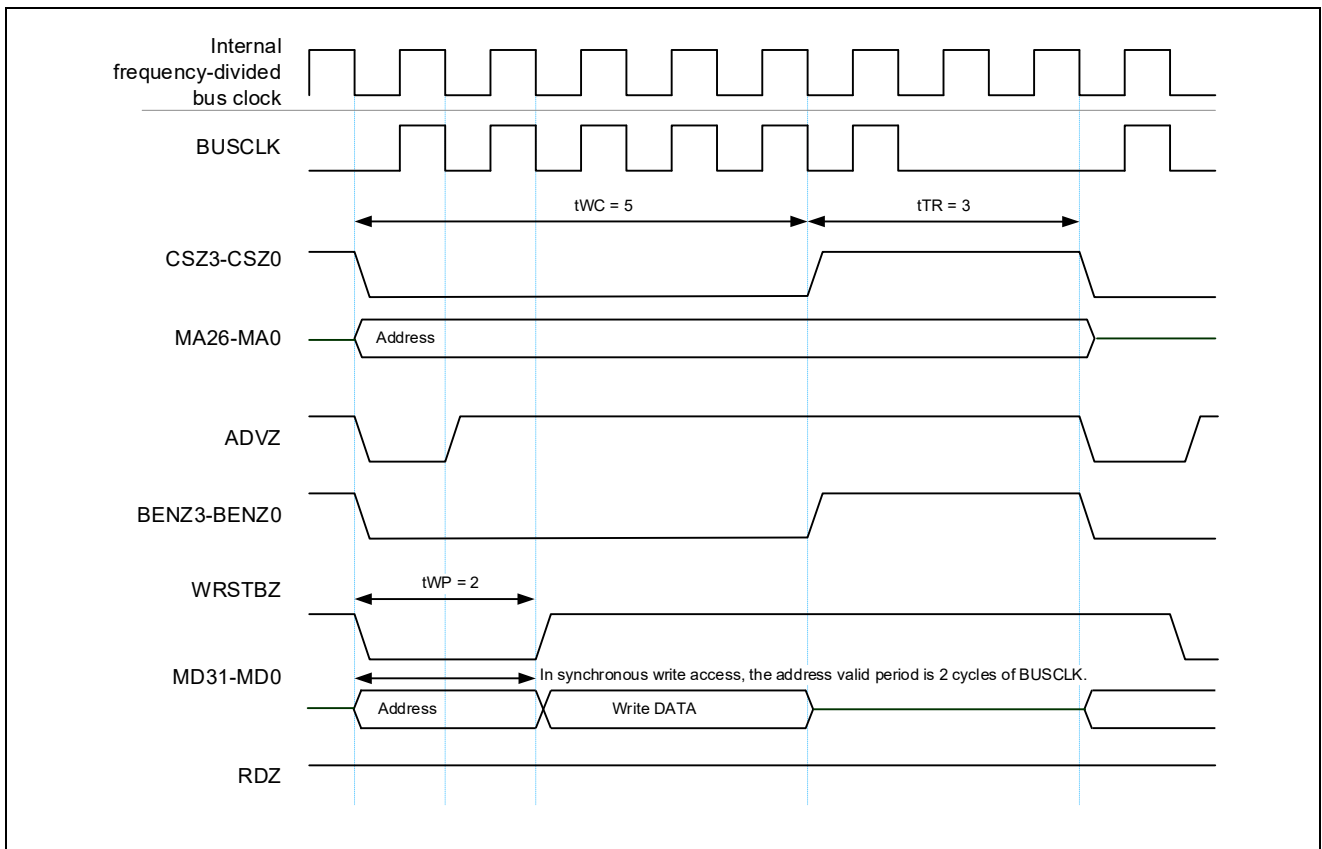 Internal
frequency-divided
bus clock
BUSCLK
tWC = 5
tTR = 3
CSZ3-CSZ0
MA26-MA0
Address
ADVZ
BENZ3-BENZ0
WRSTBZ
tWP = 2
MD31-MD0
In synchronous write access, the address valid period is 2 cycles of BUSCLK.
Address
Write DATA
RDZ